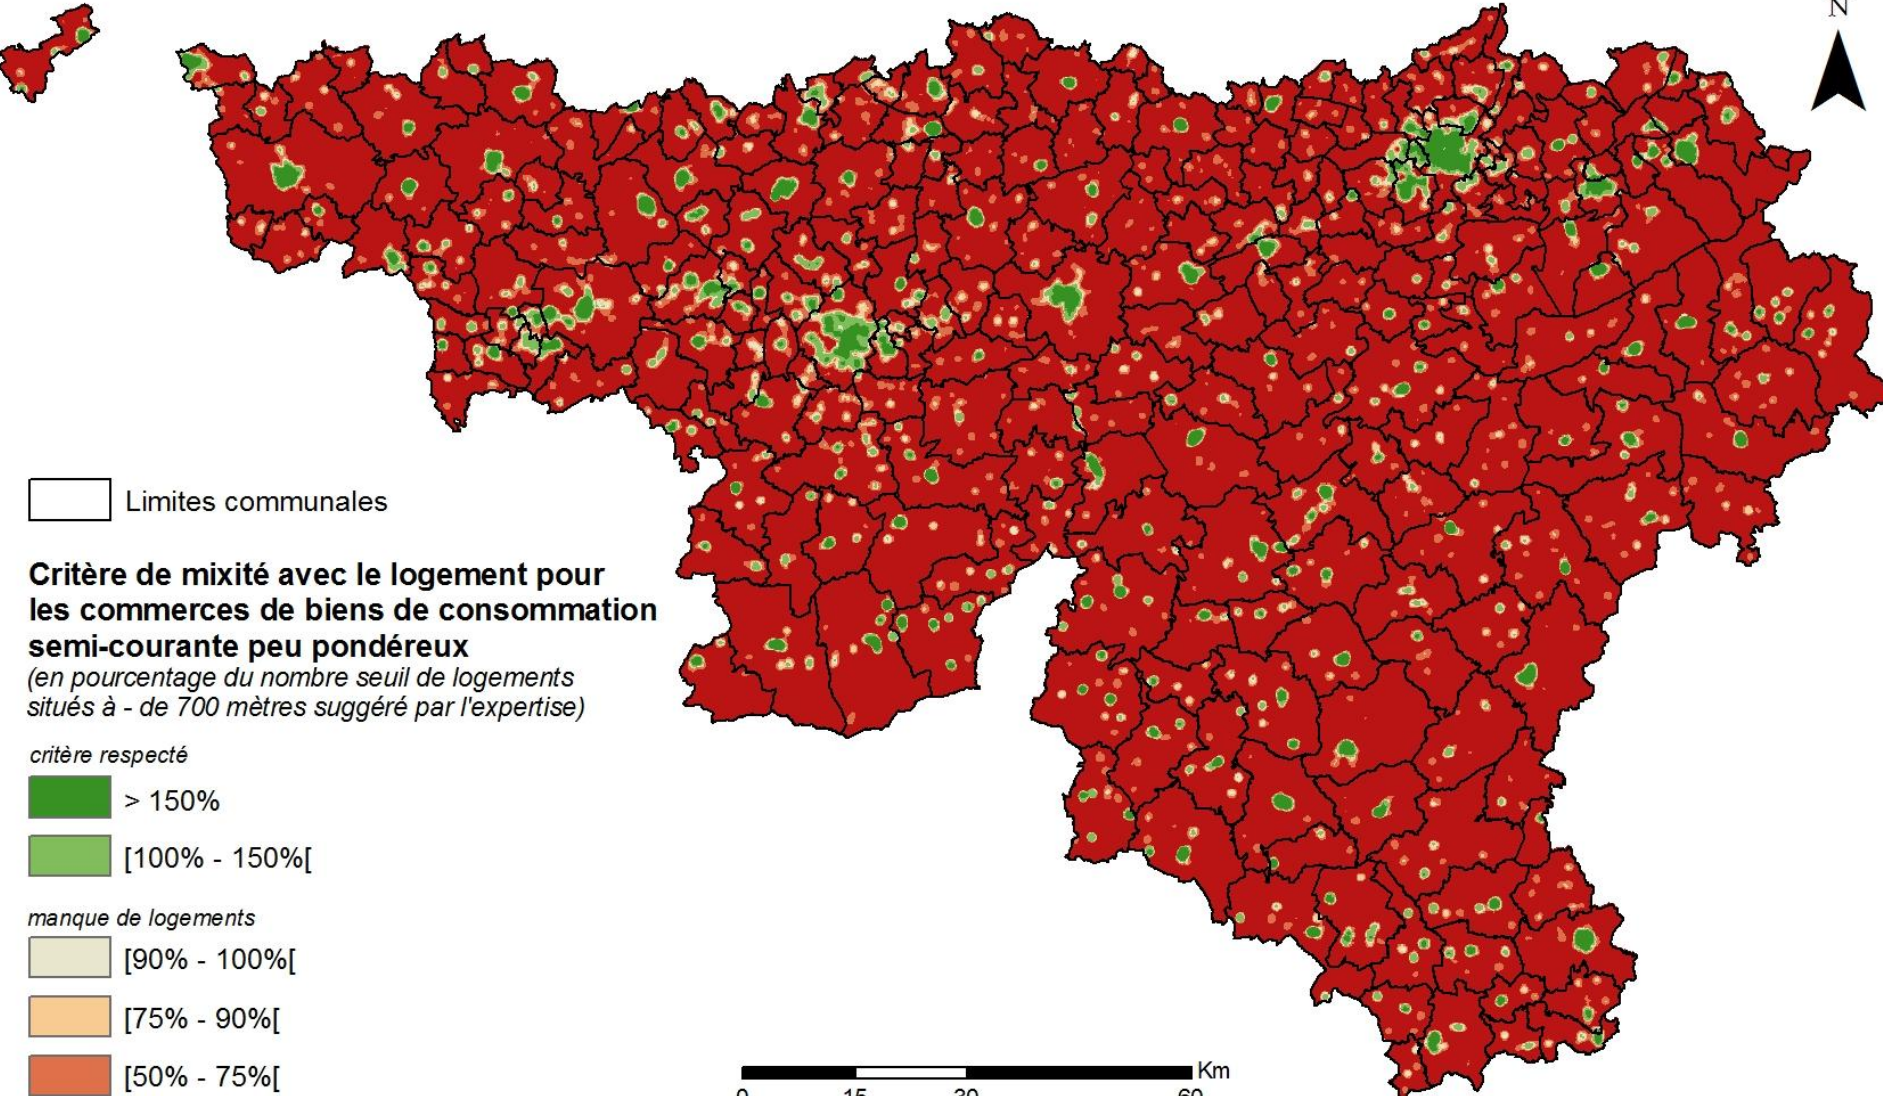 N
Limites communales
Critère de mixité avec le logement pour
les commerces de biens de consommation
semi-courante peu pondéreux
(en pourcentage du nombre seuil de logements
situés à - de 700 mètres suggéré par l'expertise)
critère respecté
> 150%
[100% - 150%[
manque de logements
[90% - 100%[
[75% - 90%[
[50% - 75%[
Km
0 15 30 60